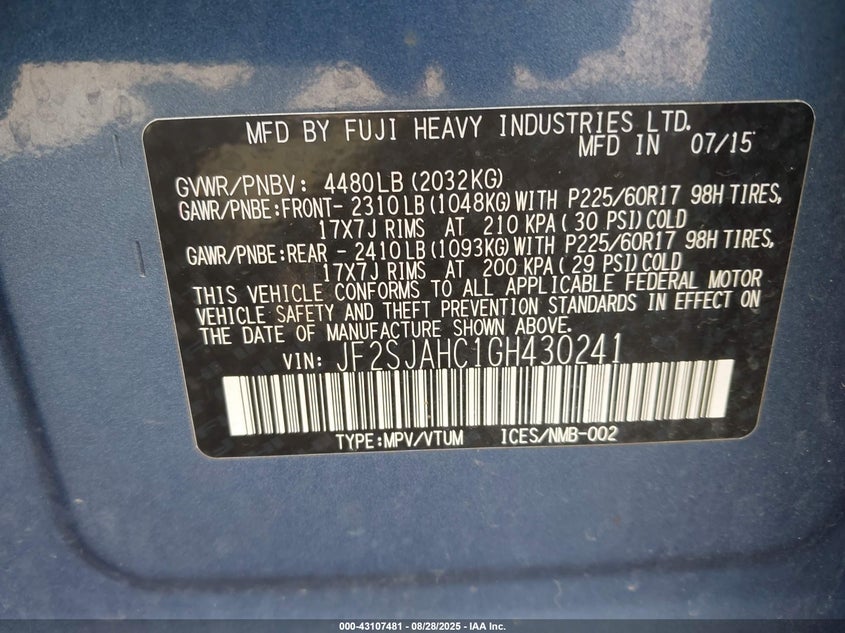 MFD BY FUJI HEAVY INDUSTRIES LTD.
MFD IN 07/15
GVWR/PNBV: 4480LB (2032KG)
GAWR/PNBE:FRONT- 2310LB (1048KG) WITH P225/60R17 98H TIRES,
17X7J RIMS AT 210 KPA( 30 PSI)COLD
GAWR/PNBE:REAR - 2410LB (1093KG) WITH P225/60R17 98H TIRES,
17X7J RIMS AT 200 KPA( 29 PSI)COLD
THIS VEHICLE CONFORMS TO ALL APPLICABLE FEDERAL MOTOR
VEHICLE SAFETY AND THEFT PREVENTION STANDARDS IN EFFECT ON
THE DATE OF MANUFACTURE SHOWN ABOVE.
VIN: JF2SJAHC1GH430241
TYPE:MPV/VTUM ICES/NMB-002
000-43107481 - 08/28/2025 - IAA Inc.